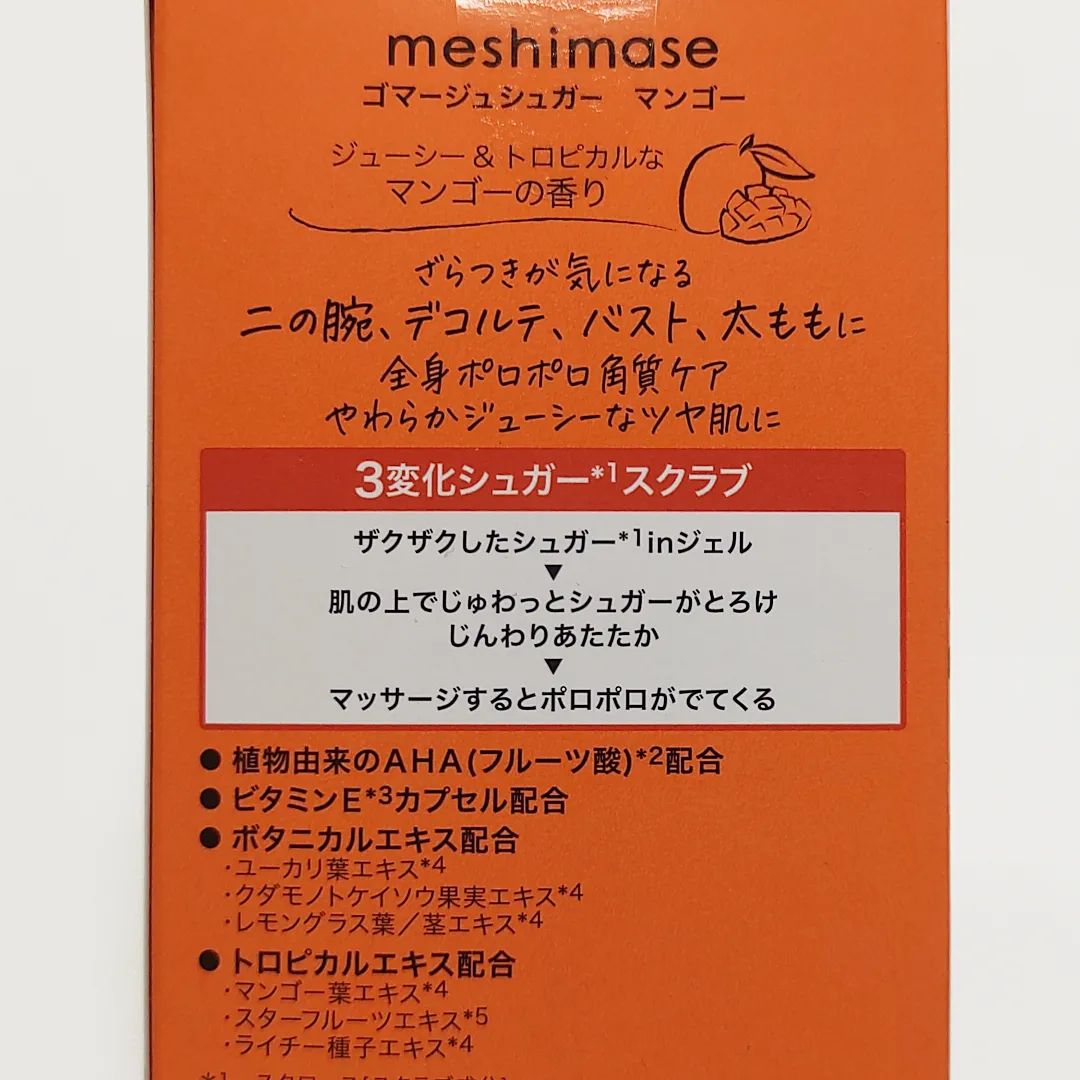 meshimase
ゴマージュシュガー　マンゴー
ジューシー&トロピカルな
マンゴーの香り
ざらつきが気になる
二の腕、デコルテ、バスト、太ももに
全身ポロポロ角質ケア
やわらかジューシーなツヤ肌に
3変化シュガー*1スクラブ
ザクザクしたシュガー*1inジェル
▼
肌の上でじゅわっとシュガーがとろけ
じんわりあたたか
▼
マッサージするとポロポロがでてくる
● 植物由来のAHA(フルーツ酸)*2配合
● ビタミンE*3カプセル配合
● ボタニカルエキス配合
・ユーカリ葉エキス*4
・クダモノトケイソウ果実エキス*4
・レモングラス葉／茎エキス*4
● トロピカルエキス配合
・マンゴー葉エキス*4
・スターフルーツエキス*5
・ライチー種子エキス*4